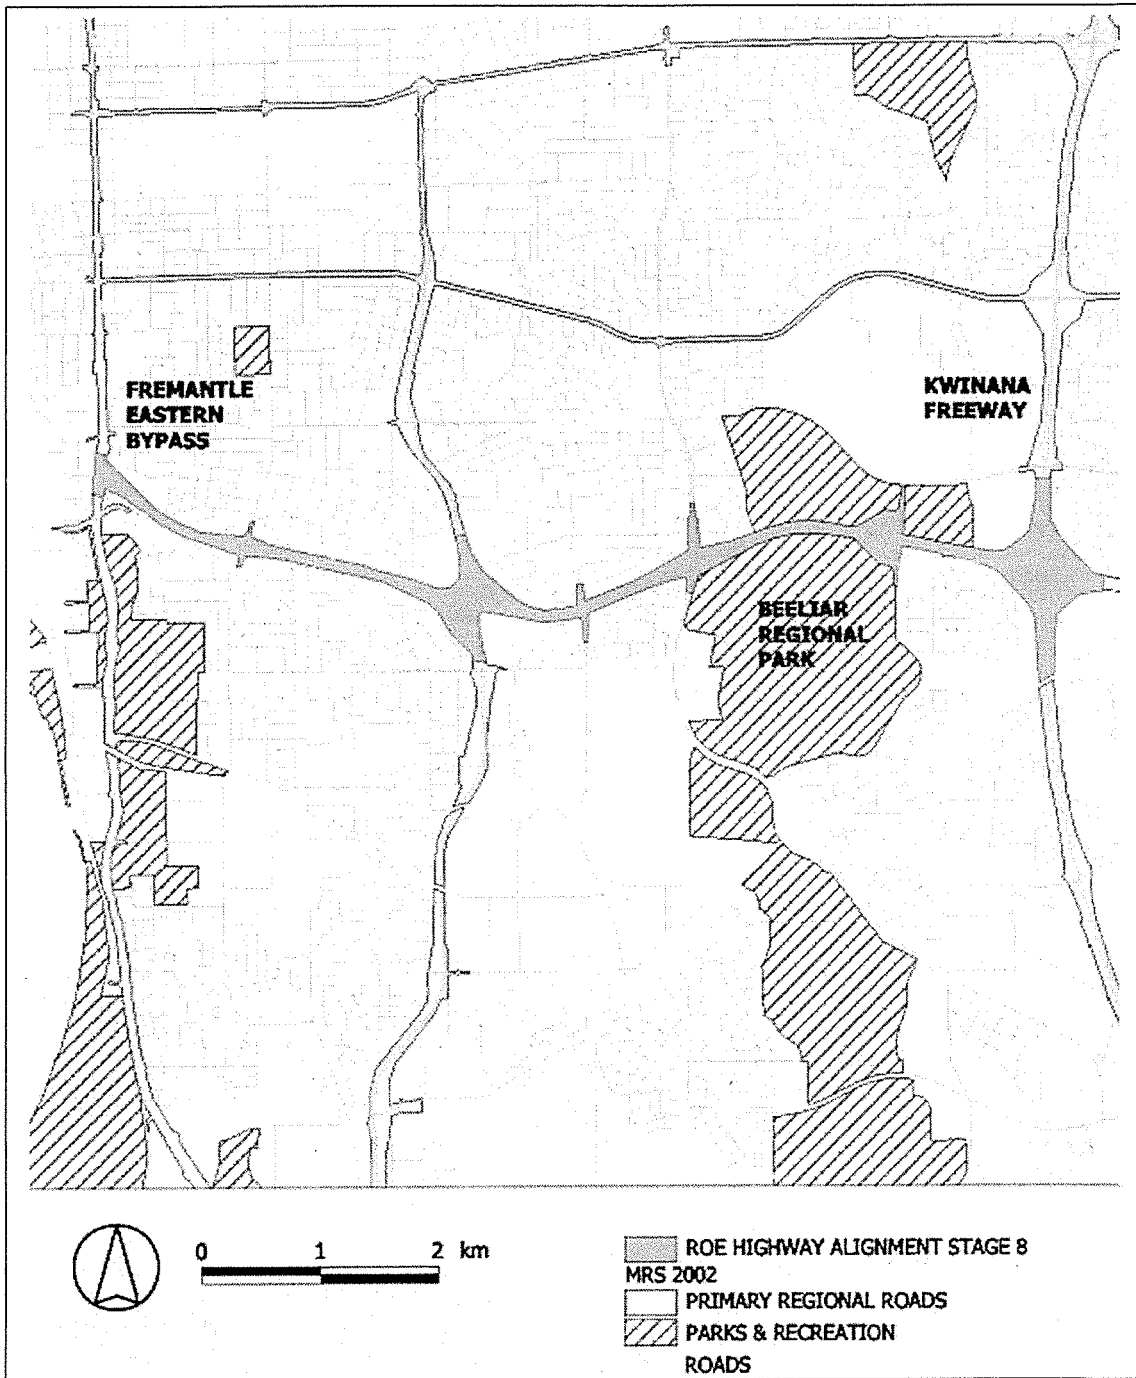 FREMANTLE
EASTERN
BYPASS
KWINANA
FREEWAY
BEELIAR
REGIONAL
PARK
0 1 2 km
ROE HIGHWAY ALIGNMENT STAGE 8
MRS 2002
PRIMARY REGIONAL ROADS
PARKS & RECREATION
ROADS